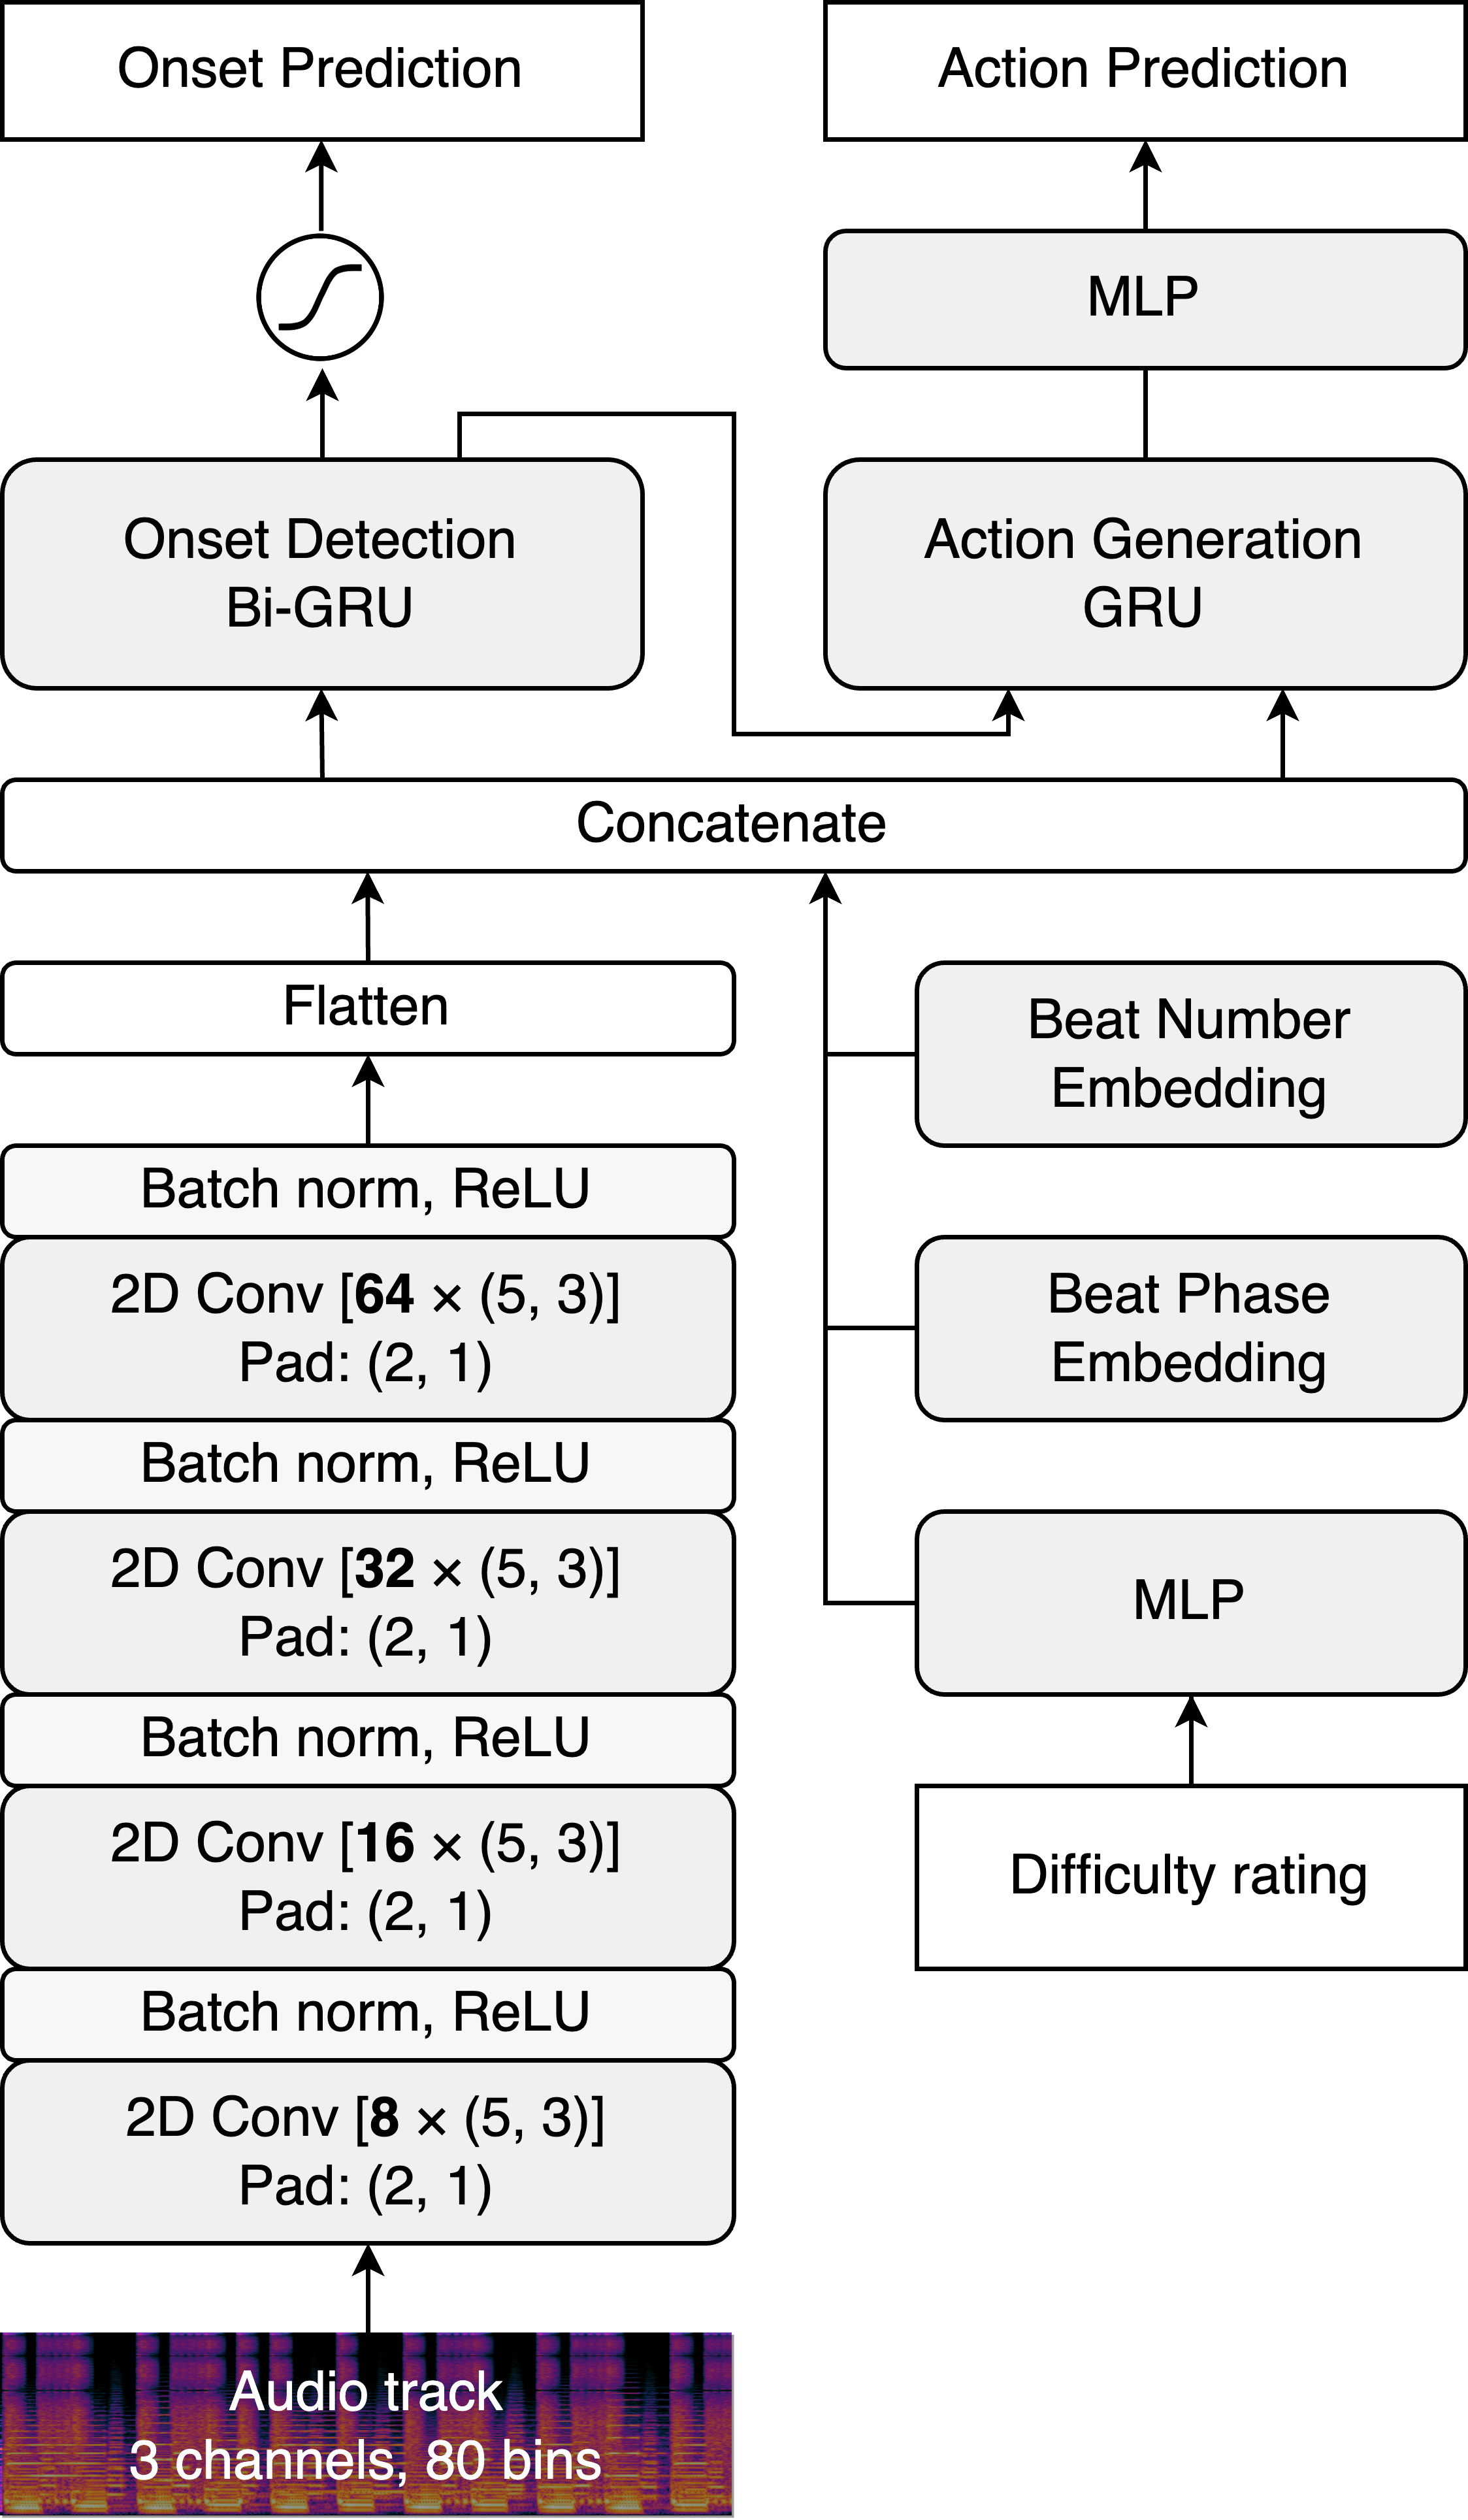 Onset Prediction
Action Prediction
MLP
Onset Detection
Bi-GRU
Action Generation
GRU
Concatenate
Flatten
Beat Number
Embedding
Batch norm, ReLU
2D Conv [64 × (5, 3)]
Pad: (2, 1)
Beat Phase
Embedding
Batch norm, ReLU
2D Conv [32 × (5, 3)]
Pad: (2, 1)
MLP
Batch norm, ReLU
2D Conv [16 × (5, 3)]
Pad: (2, 1)
Difficulty rating
Batch norm, ReLU
2D Conv [8 × (5, 3)]
Pad: (2, 1)
Audio track
3 channels, 80 bins